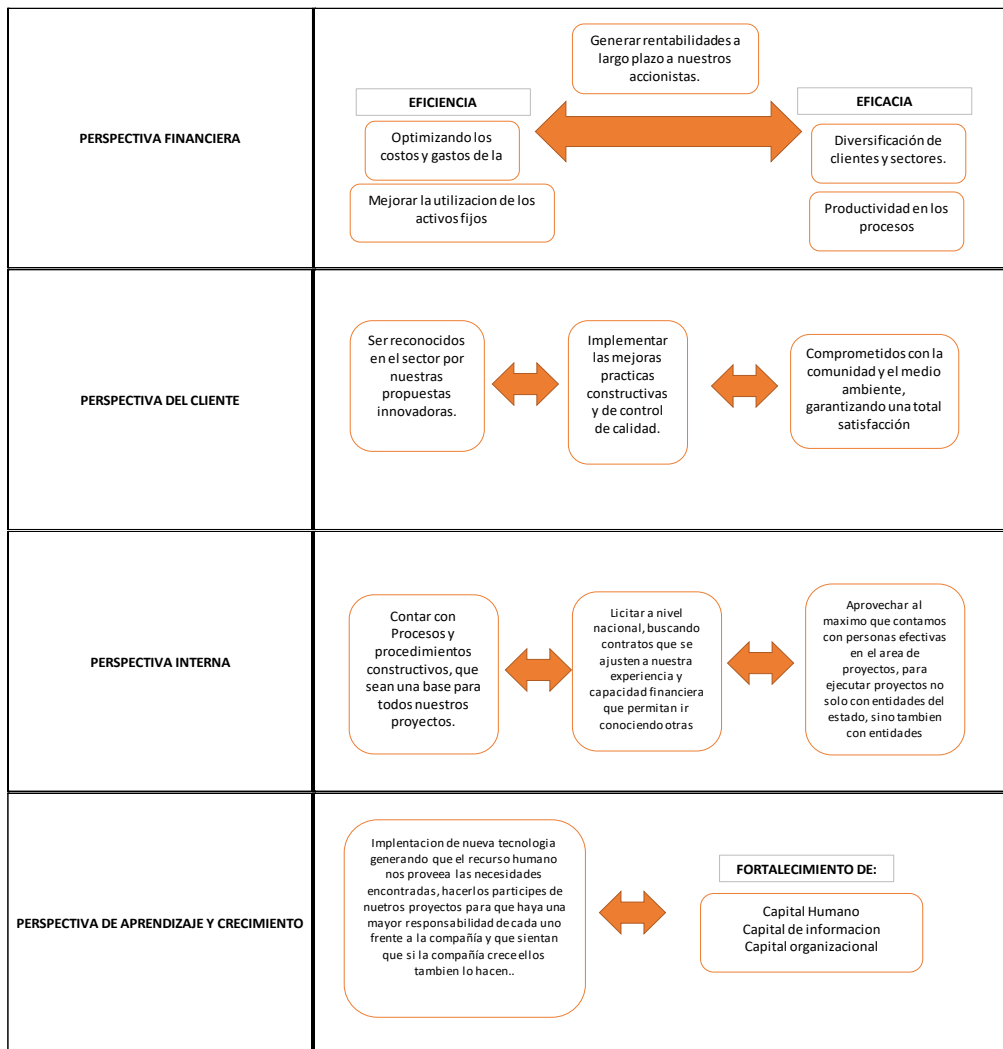 PERSPECTIVA FINANCIERA
Generar rentabilidades a
largo plazo a nuestros
accionistas.
EFICIENCIA
Optimizando los
costos y gastos de la
Mejorar la utilizacion de los
activos fijos
EFICACIA
Diversificación de
clientes y sectores.
Productividad en los
procesos
PERSPECTIVA DEL CLIENTE
Ser reconocidos
en el sector por
nuestras
propuestas
innovadoras.
Implementar
las mejoras
practicas
constructivas
y de control
de calidad.
Comprometidos con la
comunidad y el medio
ambiente,
garantizando una total
satisfacción
PERSPECTIVA INTERNA
Contar con
Procesos y
procedimientos
constructivos, que
sean una base para
todos nuestros
proyectos.
Licitar a nivel
nacional, buscando
contratos que se
ajusten a nuestra
experiencia y
capacidad financiera
que permitan ir
conociendo otras
Aprovechar al
maximo que contamos
con personas efectivas
en el area de
proyectos, para
ejecutar proyectos no
solo con entidades del
estado, sino tambien
con entidades
PERSPECTIVA DE APRENDIZAJE Y CRECIMIENTO
Implentacion de nueva tecnologia
generando que el recurso humano
nos provea las necesidades
encontradas, hacerlos participes de
nuetros proyectos para que haya una
mayor responsabilidad de cada uno
frente a la compañía y que sientan
que si la compañía crece ellos
tambien lo hacen..
FORTALECIMIENTO DE:
Capital Humano
Capital de informacion
Capital organizacional